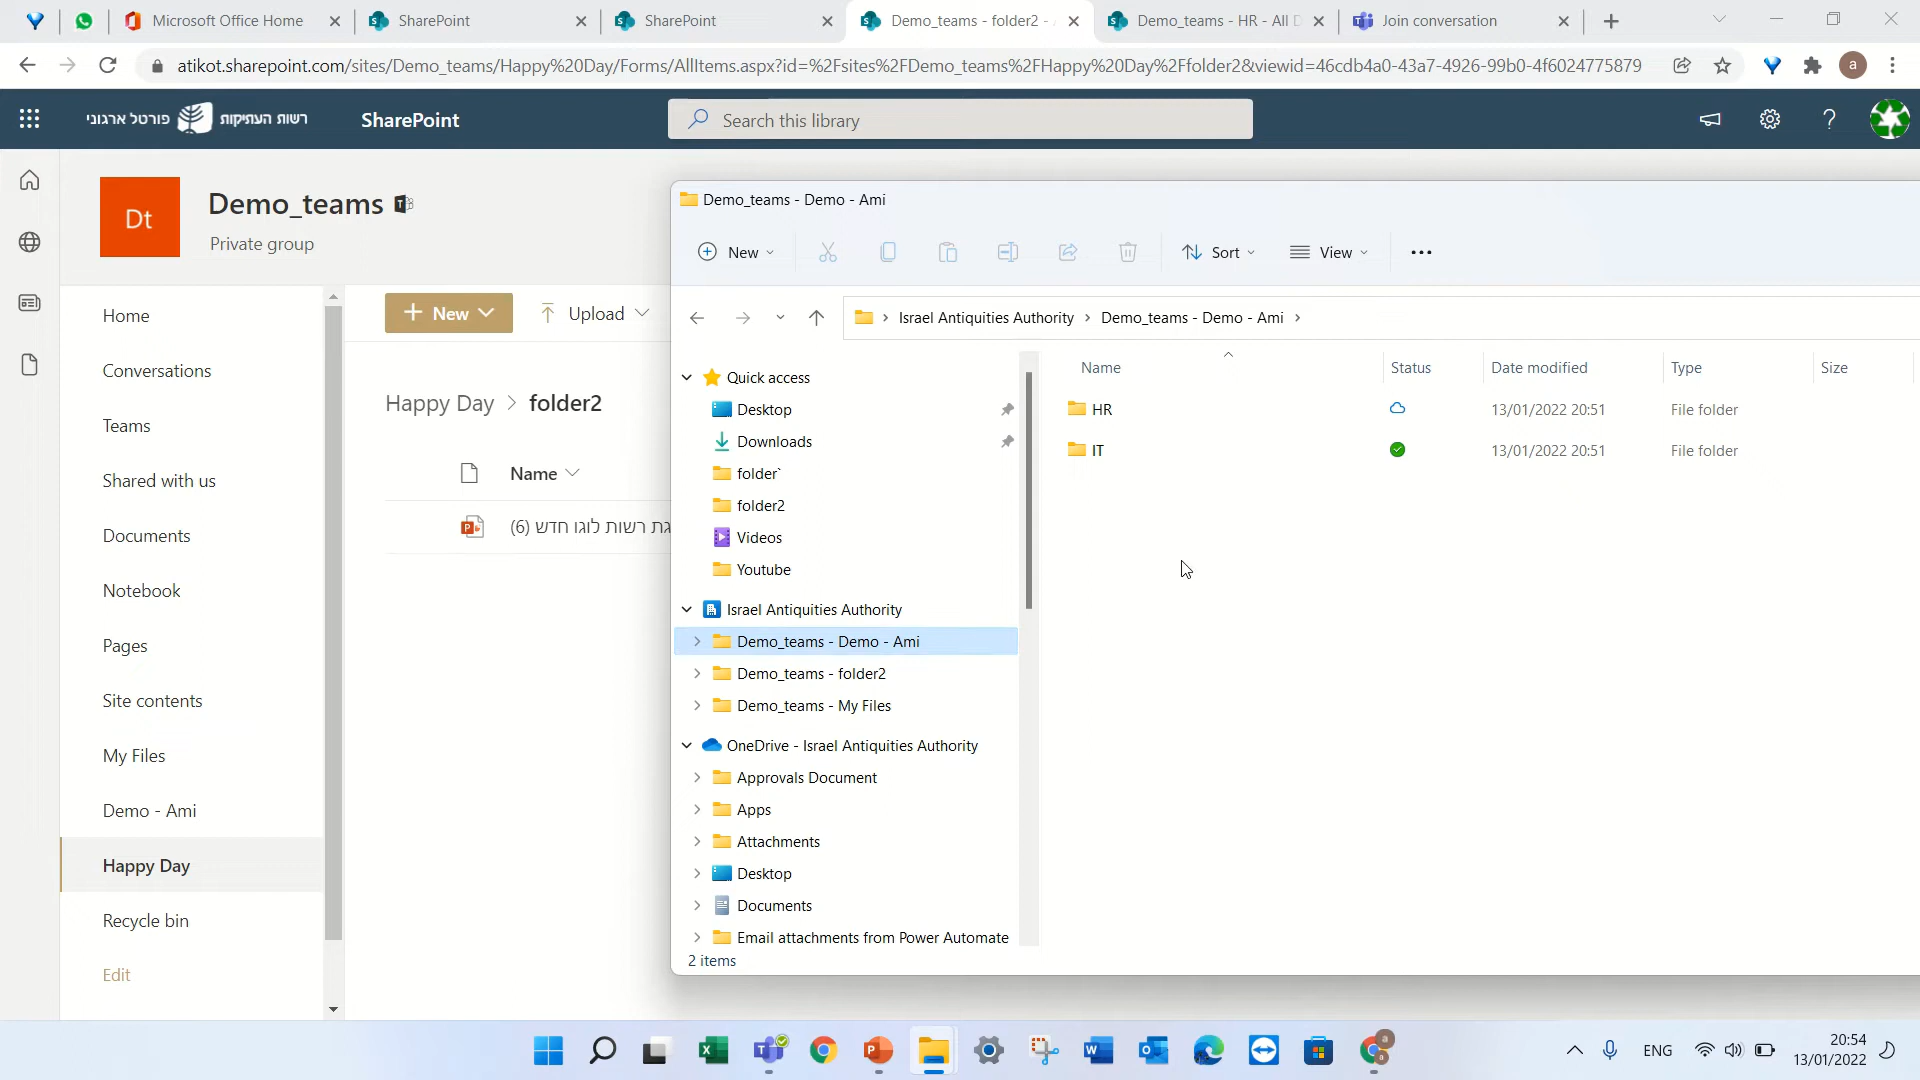 Microsoft Office Home
SharePoint
SharePoint
Demo_teams - folder2 -
Demo_teams - HR - All D
Join conversation
atikot.sharepoint.com/sites/Demo_teams/Happy%20Day/Forms/AllItems.aspx?id=%2Fsites%2FDemo_teams%2FHappy%20Day%2Ffolder2&viewid=46cdb4a0-43a7-4926-99b0-4f6024775879
a
רשות העתיקות פורטל ארגוני
SharePoint
Search this library
Dt
Demo_teams
Private group
Home
Conversations
Teams
Shared with us
Documents
Notebook
Pages
Site contents
My Files
Demo - Ami
Happy Day
Recycle bin
Edit
New
Upload
Happy Day > folder2
Name
גת רשות לוגו חדש (6)
Demo_teams - Demo - Ami
New
Sort
View
Israel Antiquities Authority > Demo_teams - Demo - Ami >
Quick access
Desktop
Downloads
folder`
folder2
Videos
Youtube
Israel Antiquities Authority
Demo_teams - Demo - Ami
Demo_teams - folder2
Demo_teams - My Files
OneDrive - Israel Antiquities Authority
Approvals Document
Apps
Attachments
Desktop
Documents
Email attachments from Power Automate
2 items
Name Status Date modified Type Size
HR 13/01/2022 20:51 File folder
IT 13/01/2022 20:51 File folder
ENG
20:54
13/01/2022